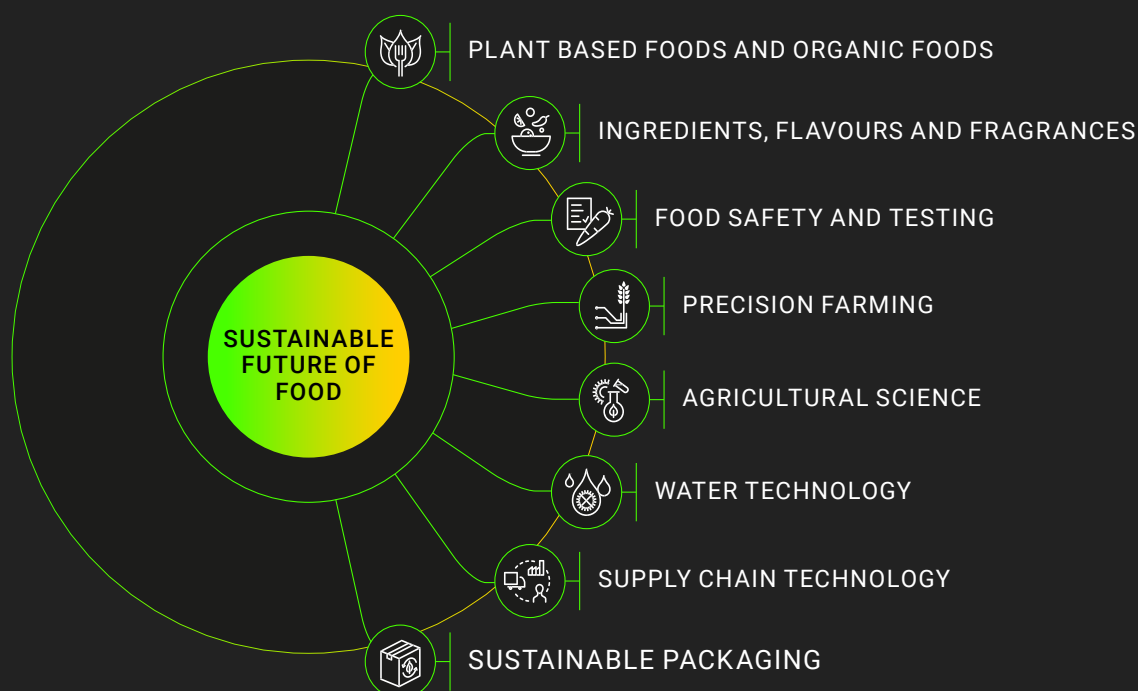 PLANT BASED FOODS AND ORGANIC FOODS
INGREDIENTS, FLAVOURS AND FRAGRANCES
FOOD SAFETY AND TESTING
PRECISION FARMING
SUSTAINABLE
FUTURE OF
FOOD
AGRICULTURAL SCIENCE
WATER TECHNOLOGY
SUPPLY CHAIN TECHNOLOGY
SUSTAINABLE PACKAGING